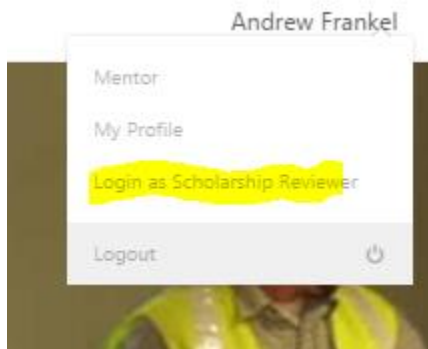 Andrew Frankel
Mentor
My Profile
Login as Scholarship Reviewer
Logout